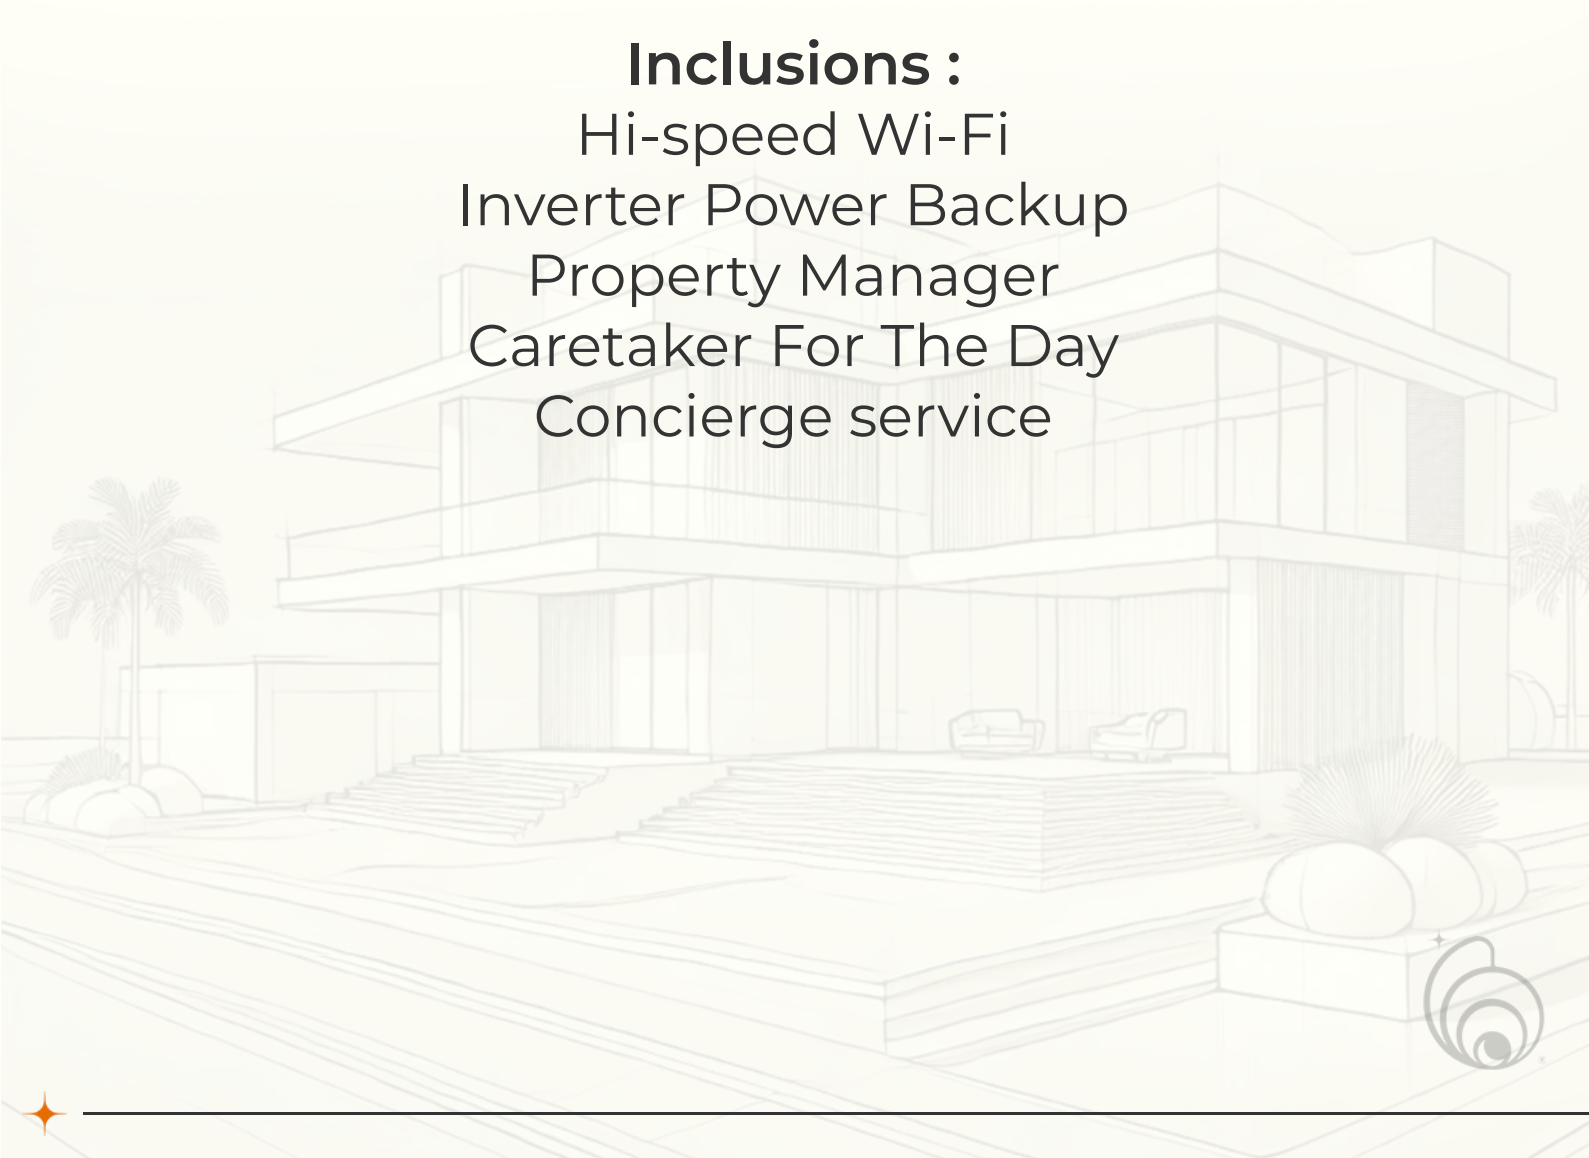 Inclusions :
Hi-speed Wi-Fi
Inverter Power Backup
Property Manager
Caretaker For The Day
Concierge service